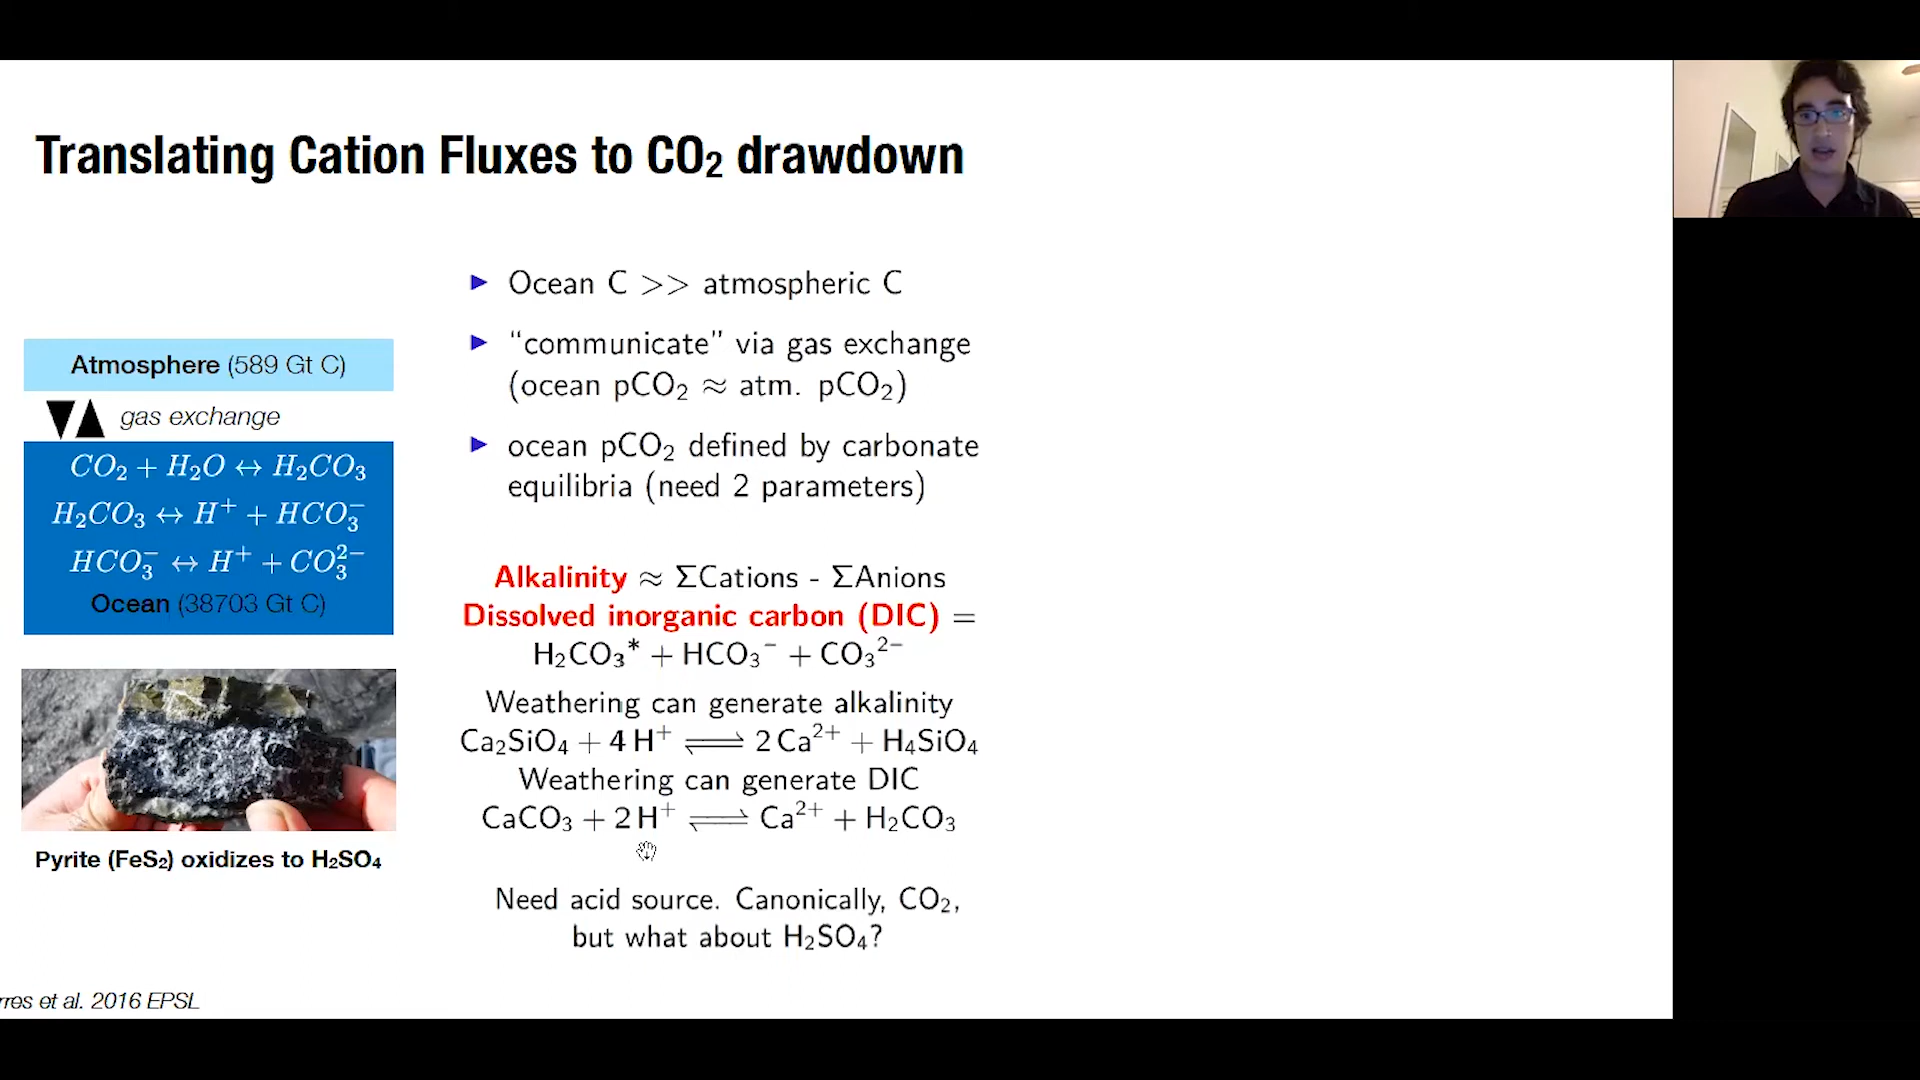 Translating Cation Fluxes to CO₂ drawdown
Atmosphere (589 Gt C)
gas exchange
CO₂ + H₂O ↔ H₂CO₃
H₂CO₃ ↔ H⁺ + HCO₃⁻
HCO₃⁻ ↔ H⁺ + CO₃²⁻
Ocean (38703 Gt C)
Pyrite (FeS₂) oxidizes to H₂SO₄
▶ Ocean C >> atmospheric C
▶ “communicate” via gas exchange
(ocean pCO₂ ≈ atm. pCO₂)
▶ ocean pCO₂ defined by carbonate
equilibria (need 2 parameters)
Alkalinity ≈ ΣCations - ΣAnions
Dissolved inorganic carbon (DIC) =
H₂CO₃* + HCO₃⁻ + CO₃²⁻
Weathering can generate alkalinity
Ca₂SiO₄ + 4 H⁺ ⇌ 2 Ca²⁺ + H₄SiO₄
Weathering can generate DIC
CaCO₃ + 2 H⁺ ⇌ Ca²⁺ + H₂CO₃
Need acid source. Canonically, CO₂,
but what about H₂SO₄?
et al. 2016 EPSL